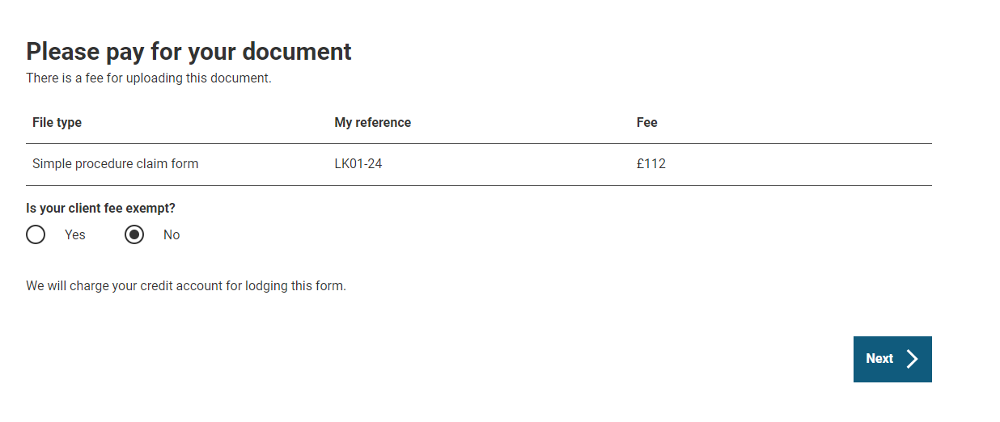 Please pay for your document
There is a fee for uploading this document.
File type My reference Fee
Simple procedure claim form LK01-24 £112
Is your client fee exempt?
Yes No
We will charge your credit account for lodging this form.
Next